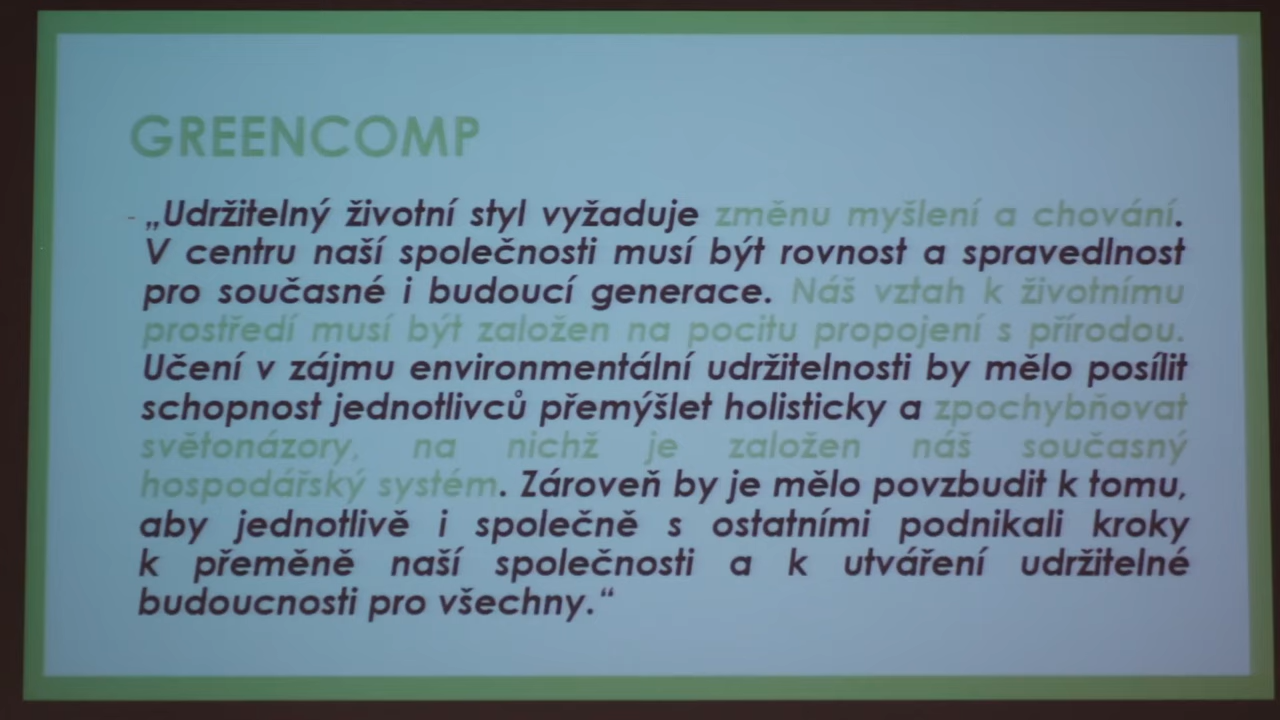 GREENCOMP
- „Udržitelný životní styl vyžaduje změnu myšlení a chování.
V centru naší společnosti musí být rovnost a spravedlnost
pro současné i budoucí generace. Náš vztah k životnímu
prostředí musí být založen na pocitu propojení s přírodou.
Učení v zájmu environmentální udržitelnosti by mělo posílit
schopnost jednotlivců přemýšlet holisticky a zpochybňovat
světonázory, na nichž je založen náš současný
hospodářský systém. Zároveň by je mělo povzbudit k tomu,
aby jednotlivě i společně s ostatními podnikali kroky
k přeměně naší společnosti a k utváření udržitelné
budoucnosti pro všechny.“